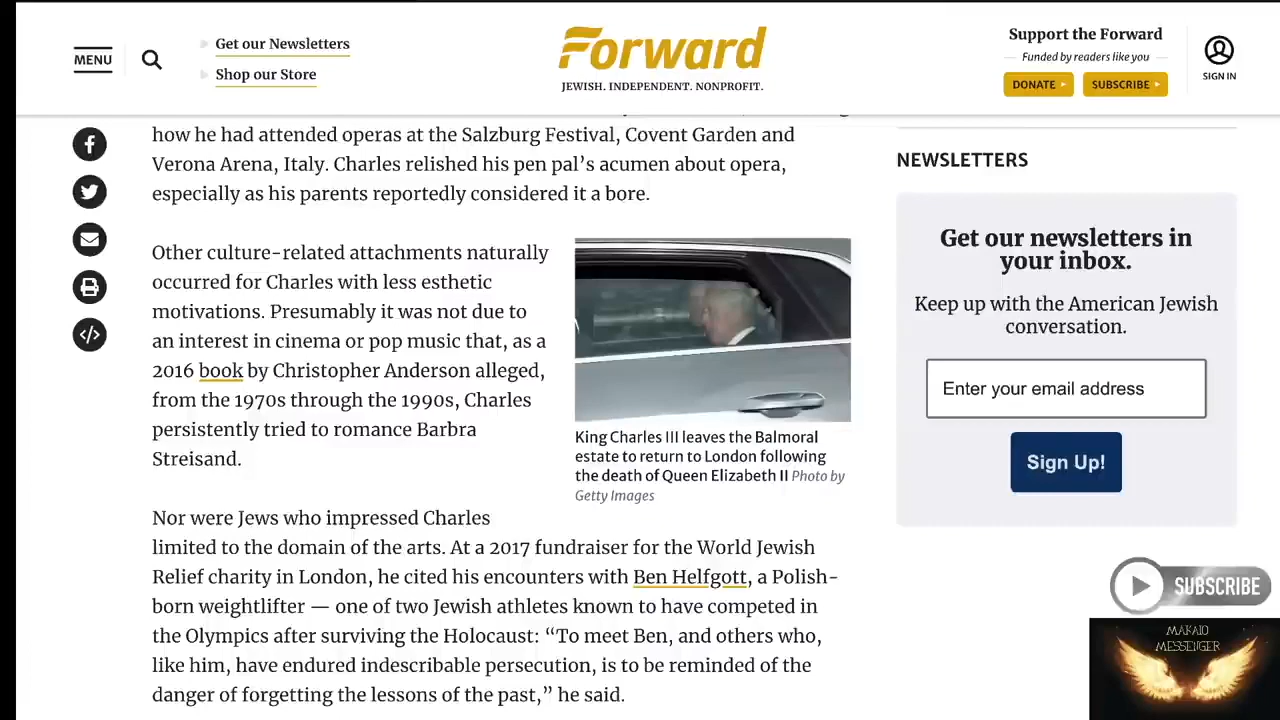 MENU
Get our Newsletters
Shop our Store
Forward
JEWISH. INDEPENDENT. NONPROFIT.
Support the Forward
Funded by readers like you
DONATE
SUBSCRIBE
SIGN IN
how he had attended operas at the Salzburg Festival, Covent Garden and
Verona Arena, Italy. Charles relished his pen pal’s acumen about opera,
especially as his parents reportedly considered it a bore.
Other culture-related attachments naturally
occurred for Charles with less esthetic
motivations. Presumably it was not due to
an interest in cinema or pop music that, as a
2016 book by Christopher Anderson alleged,
from the 1970s through the 1990s, Charles
persistently tried to romance Barbra
Streisand.
King Charles III leaves the Balmoral
estate to return to London following
the death of Queen Elizabeth II Photo by
Getty Images
Nor were Jews who impressed Charles
limited to the domain of the arts. At a 2017 fundraiser for the World Jewish
Relief charity in London, he cited his encounters with Ben Helfgott, a Polish-
born weightlifter — one of two Jewish athletes known to have competed in
the Olympics after surviving the Holocaust: “To meet Ben, and others who,
like him, have endured indescribable persecution, is to be reminded of the
danger of forgetting the lessons of the past,” he said.
NEWSLETTERS
Get our newsletters in
your inbox.
Keep up with the American Jewish
conversation.
Enter your email address
Sign Up!
SUBSCRIBE
MAKAIO
MESSENGER